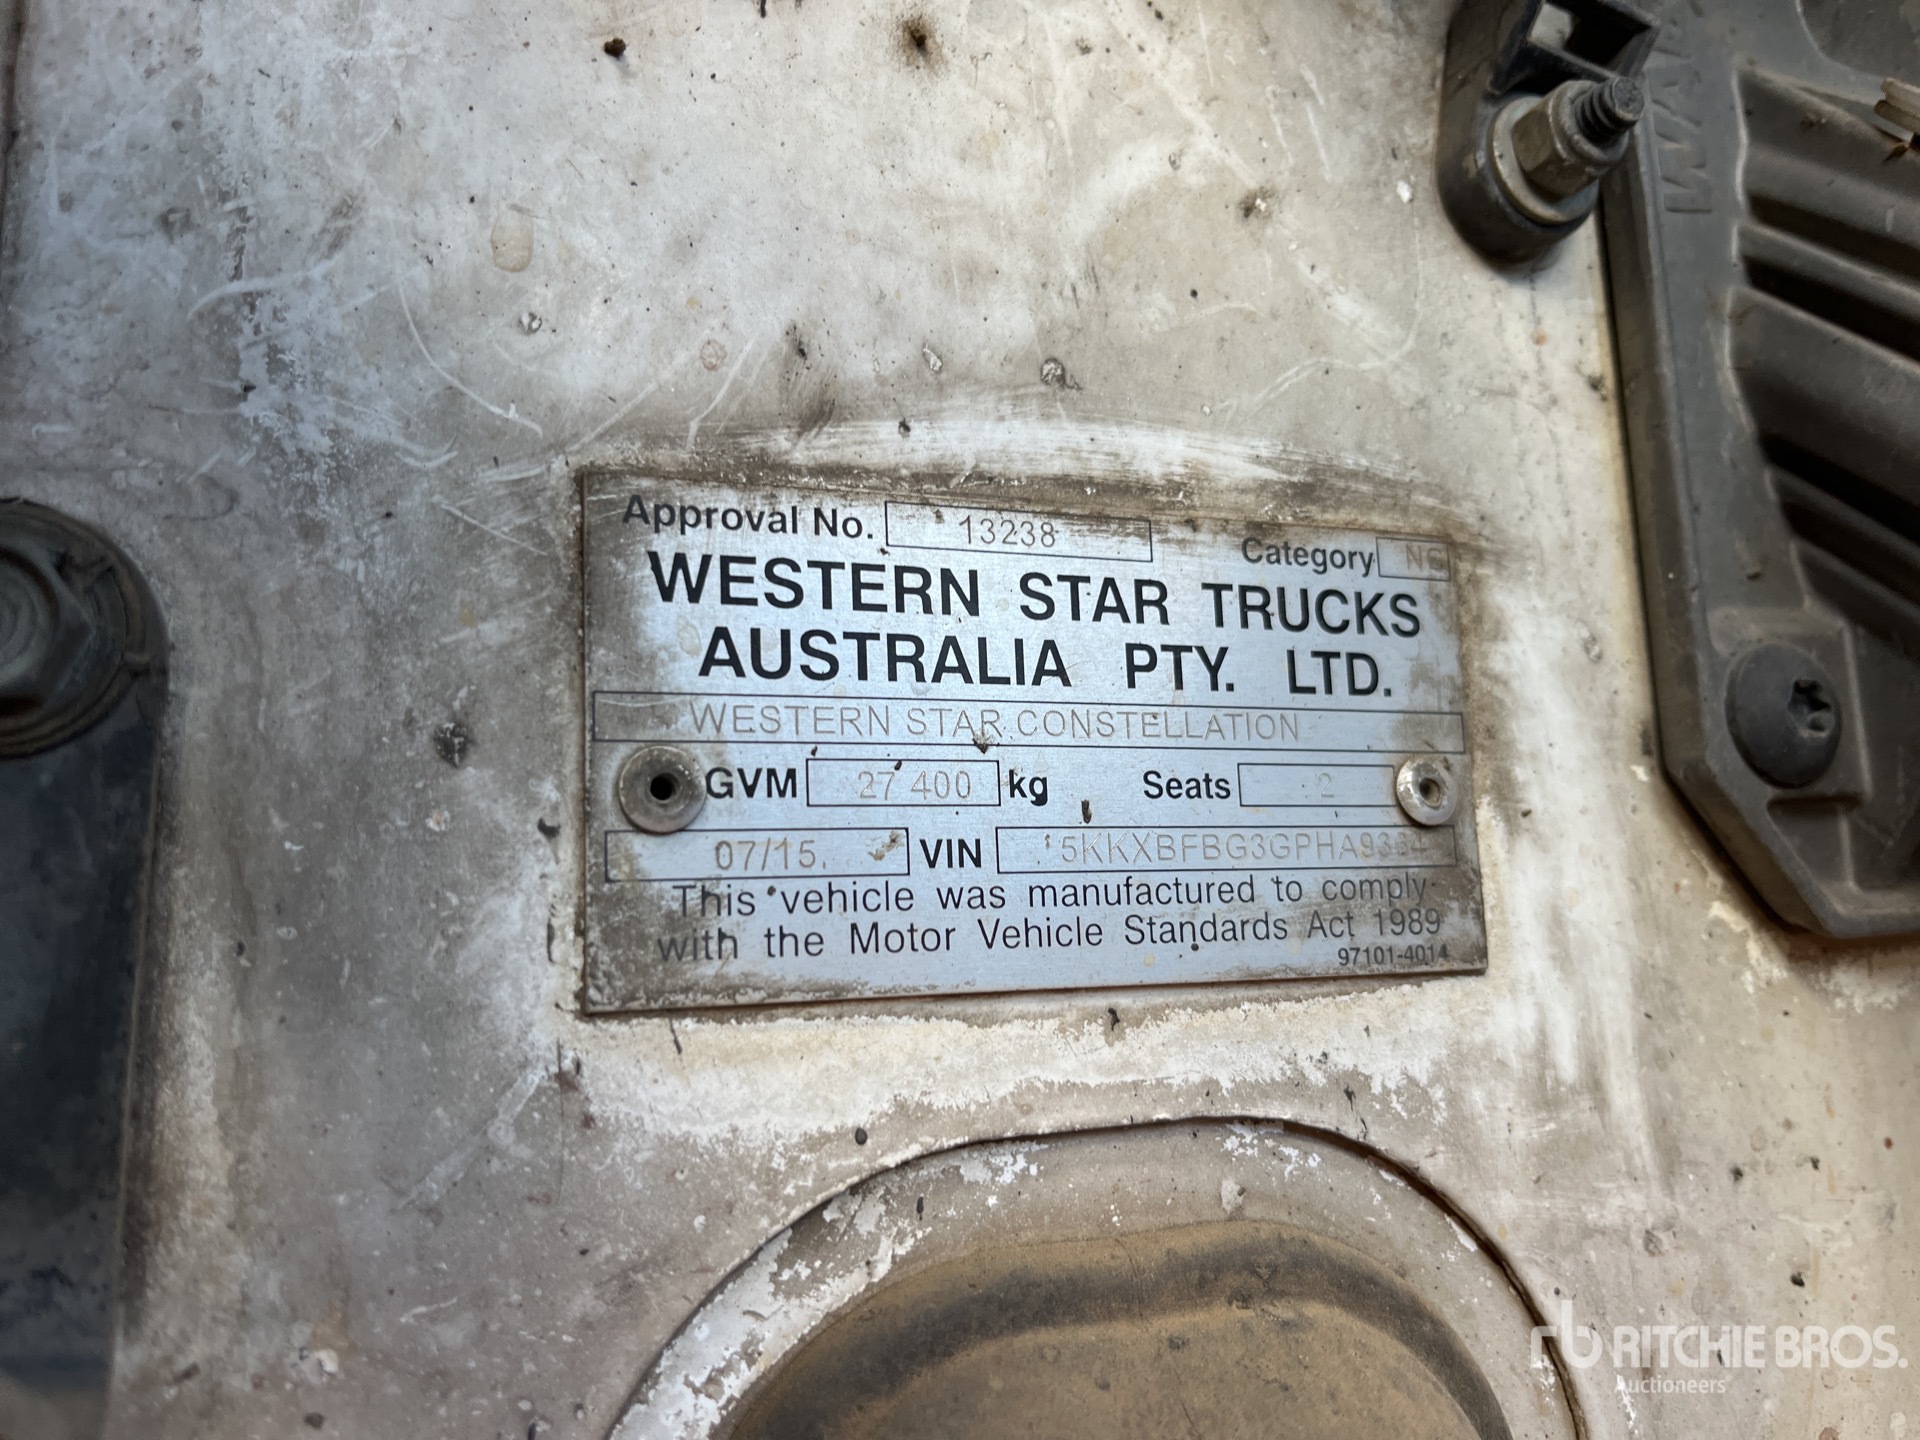 Approval No. 13238
Category NC
WESTERN STAR TRUCKS
AUSTRALIA PTY. LTD.
WESTERN STAR CONSTELLATION
GVM 27 400 kg Seats 2
07/15. VIN
This vehicle was manufactured to comply
with the Motor Vehicle Standards Act 1989
97101-4014
RITCHIE BROS.
Auctioneers